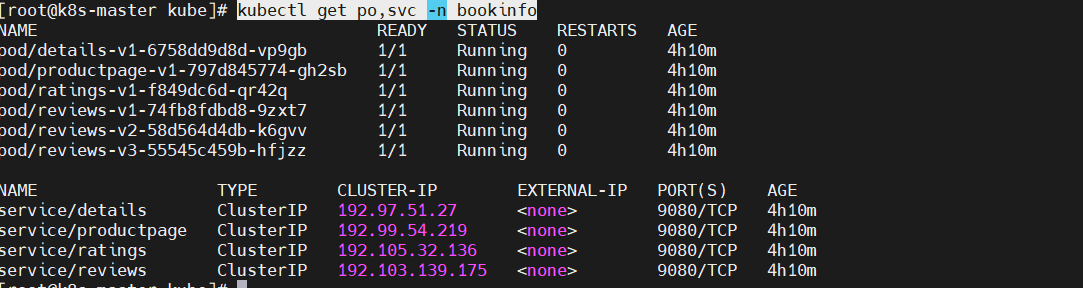 [root@k8s-master kube]# kubectl get po,svc -n bookinfo
NAME                                  READY   STATUS    RESTARTS   AGE
pod/details-v1-6758dd9d8d-vp9gb       1/1     Running   0          4h10m
pod/productpage-v1-797d845774-gh2sb   1/1     Running   0          4h10m
pod/ratings-v1-f849dc6d-qr42q         1/1     Running   0          4h10m
pod/reviews-v1-74fb8fdbd8-9zxt7       1/1     Running   0          4h10m
pod/reviews-v2-58d564d4db-k6gvv       1/1     Running   0          4h10m
pod/reviews-v3-55545c459b-hfjzz       1/1     Running   0          4h10m
NAME                  TYPE        CLUSTER-IP        EXTERNAL-IP   PORT(S)    AGE
service/details       ClusterIP   192.97.51.27      <none>        9080/TCP   4h10m
service/productpage   ClusterIP   192.99.54.219     <none>        9080/TCP   4h10m
service/ratings       ClusterIP   192.105.32.136    <none>        9080/TCP   4h10m
service/reviews       ClusterIP   192.103.139.175   <none>        9080/TCP   4h10m
[root@k8s-master kube]#